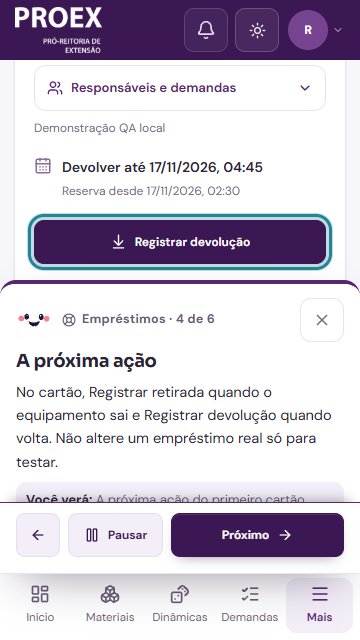 PROEX
PRÓ-REITORIA DE
EXTENSÃO
R
Responsáveis e demandas
Demonstração QA local
Devolver até 17/11/2026, 04:45
Reserva desde 17/11/2026, 02:30
Registrar devolução
Empréstimos · 4 de 6
A próxima ação
No cartão, Registrar retirada quando o
equipamento sai e Registrar devolução quando
volta. Não altere um empréstimo real só para
testar.
Você verá: A próxima ação do primeiro cartão
Pausar
Próximo
Início
Materiais
Dinâmicas
Demandas
Mais